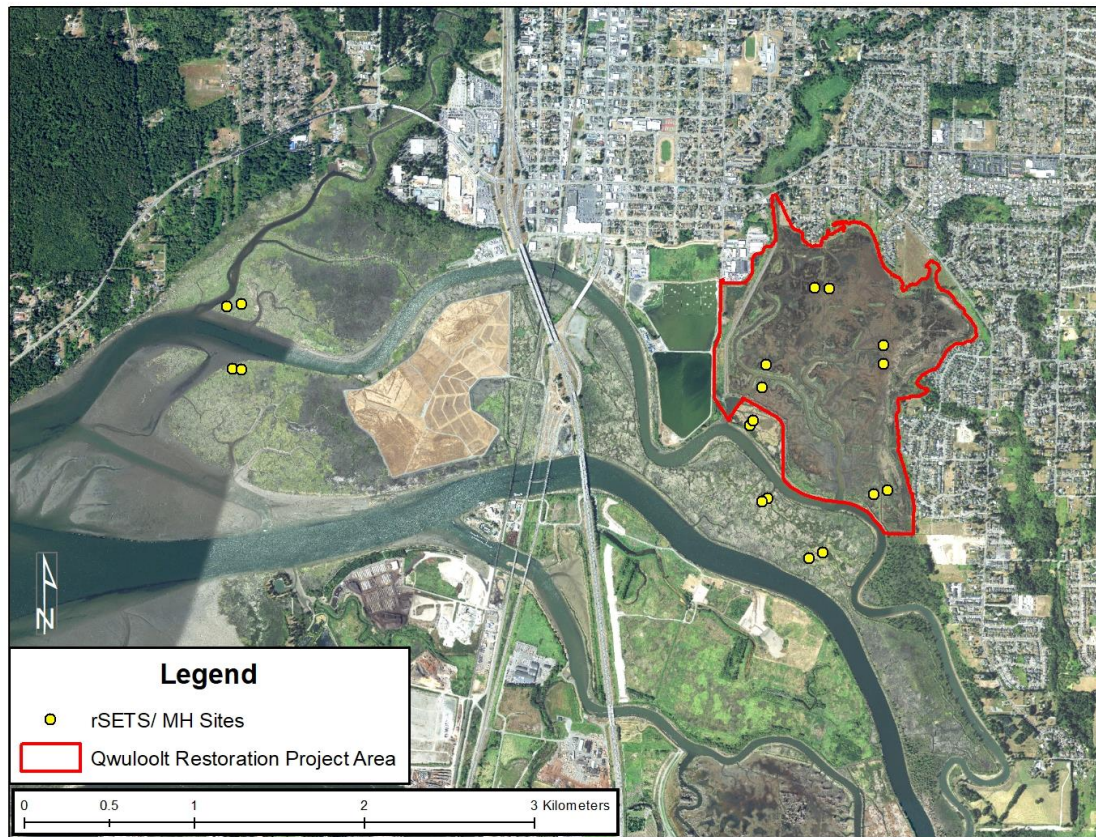 N
Legend
rSETS/ MH Sites
Qwuloolt Restoration Project Area
0 0.5 1 2 3 Kilometers